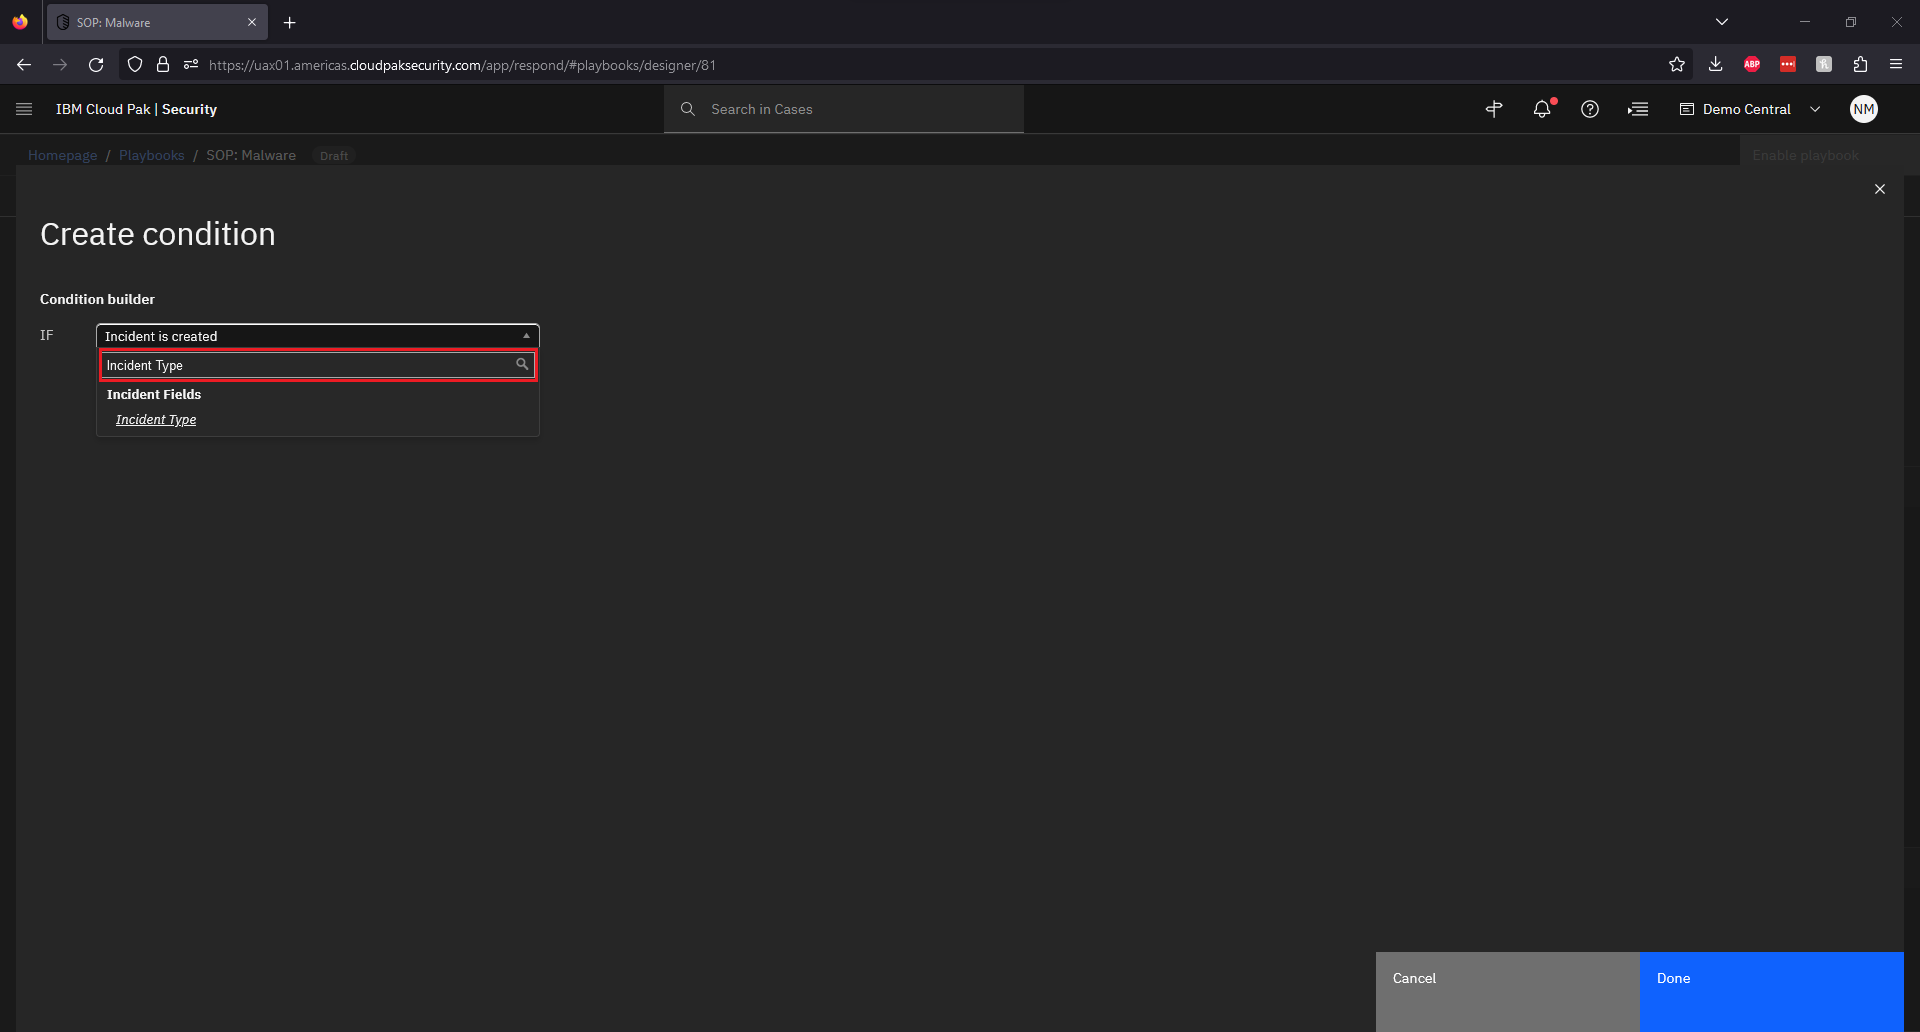 SOP: Malware
https://uax01.americas.cloudpaksecurity.com/app/respond/#playbooks/designer/81
ABP
IBM Cloud Pak | Security
Search in Cases
Demo Central
NM
Homepage / Playbooks / SOP: Malware Draft
Enable playbook
Create condition
Condition builder
IF
Incident is created
Incident Type
Incident Fields
Incident Type
Cancel
Done